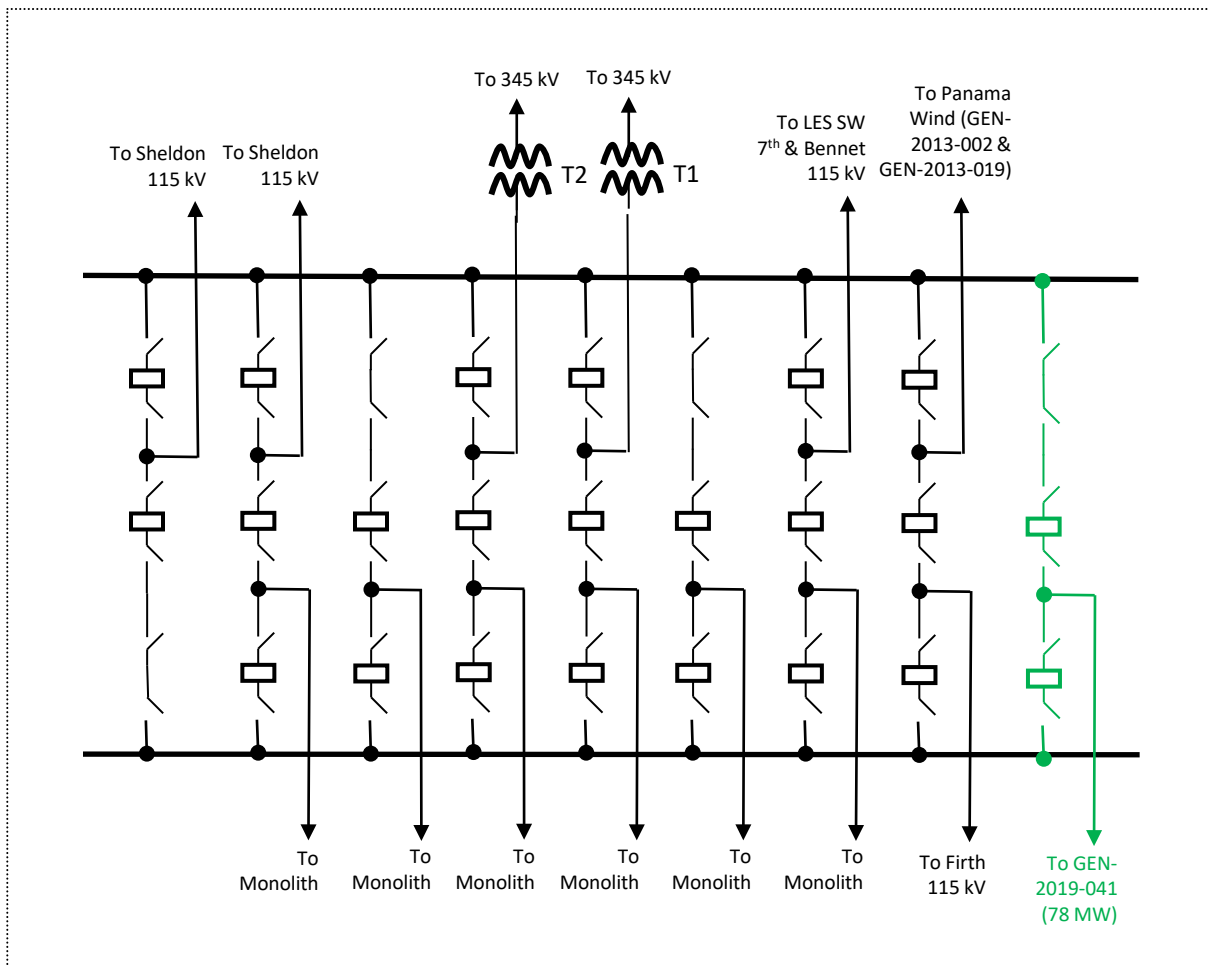 To Sheldon
115 kV
To Sheldon
115 kV
To 345 kV
T2
To 345 kV
T1
To LES SW
7th & Bennet
115 kV
To Panama
Wind (GEN-
2013-002 &
GEN-2013-019)
To
Monolith
To
Monolith
To
Monolith
To
Monolith
To
Monolith
To
Monolith
To Firth
115 kV
To GEN-
2019-041
(78 MW)